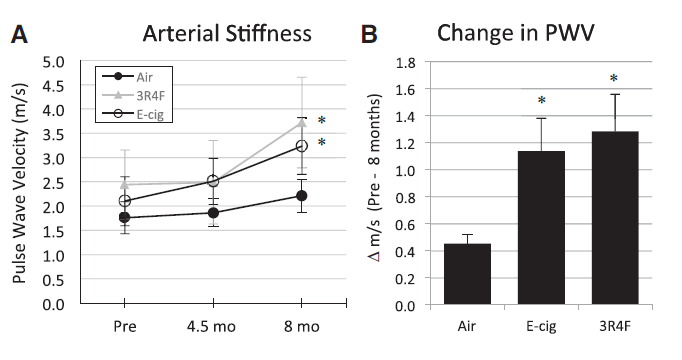 A
Arterial Stiffness
Pulse Wave Velocity (m/s)
5.0
4.5
4.0
3.5
3.0
2.5
2.0
1.5
1.0
0.5
0.0
Air
3R4F
E-cig
*
*
Pre
4.5 mo
8 mo
B
Change in PWV
Δ m/s (Pre - 8 months)
1.8
1.6
1.4
1.2
1.0
0.8
0.6
0.4
0.2
0.0
*
*
Air
E-cig
3R4F